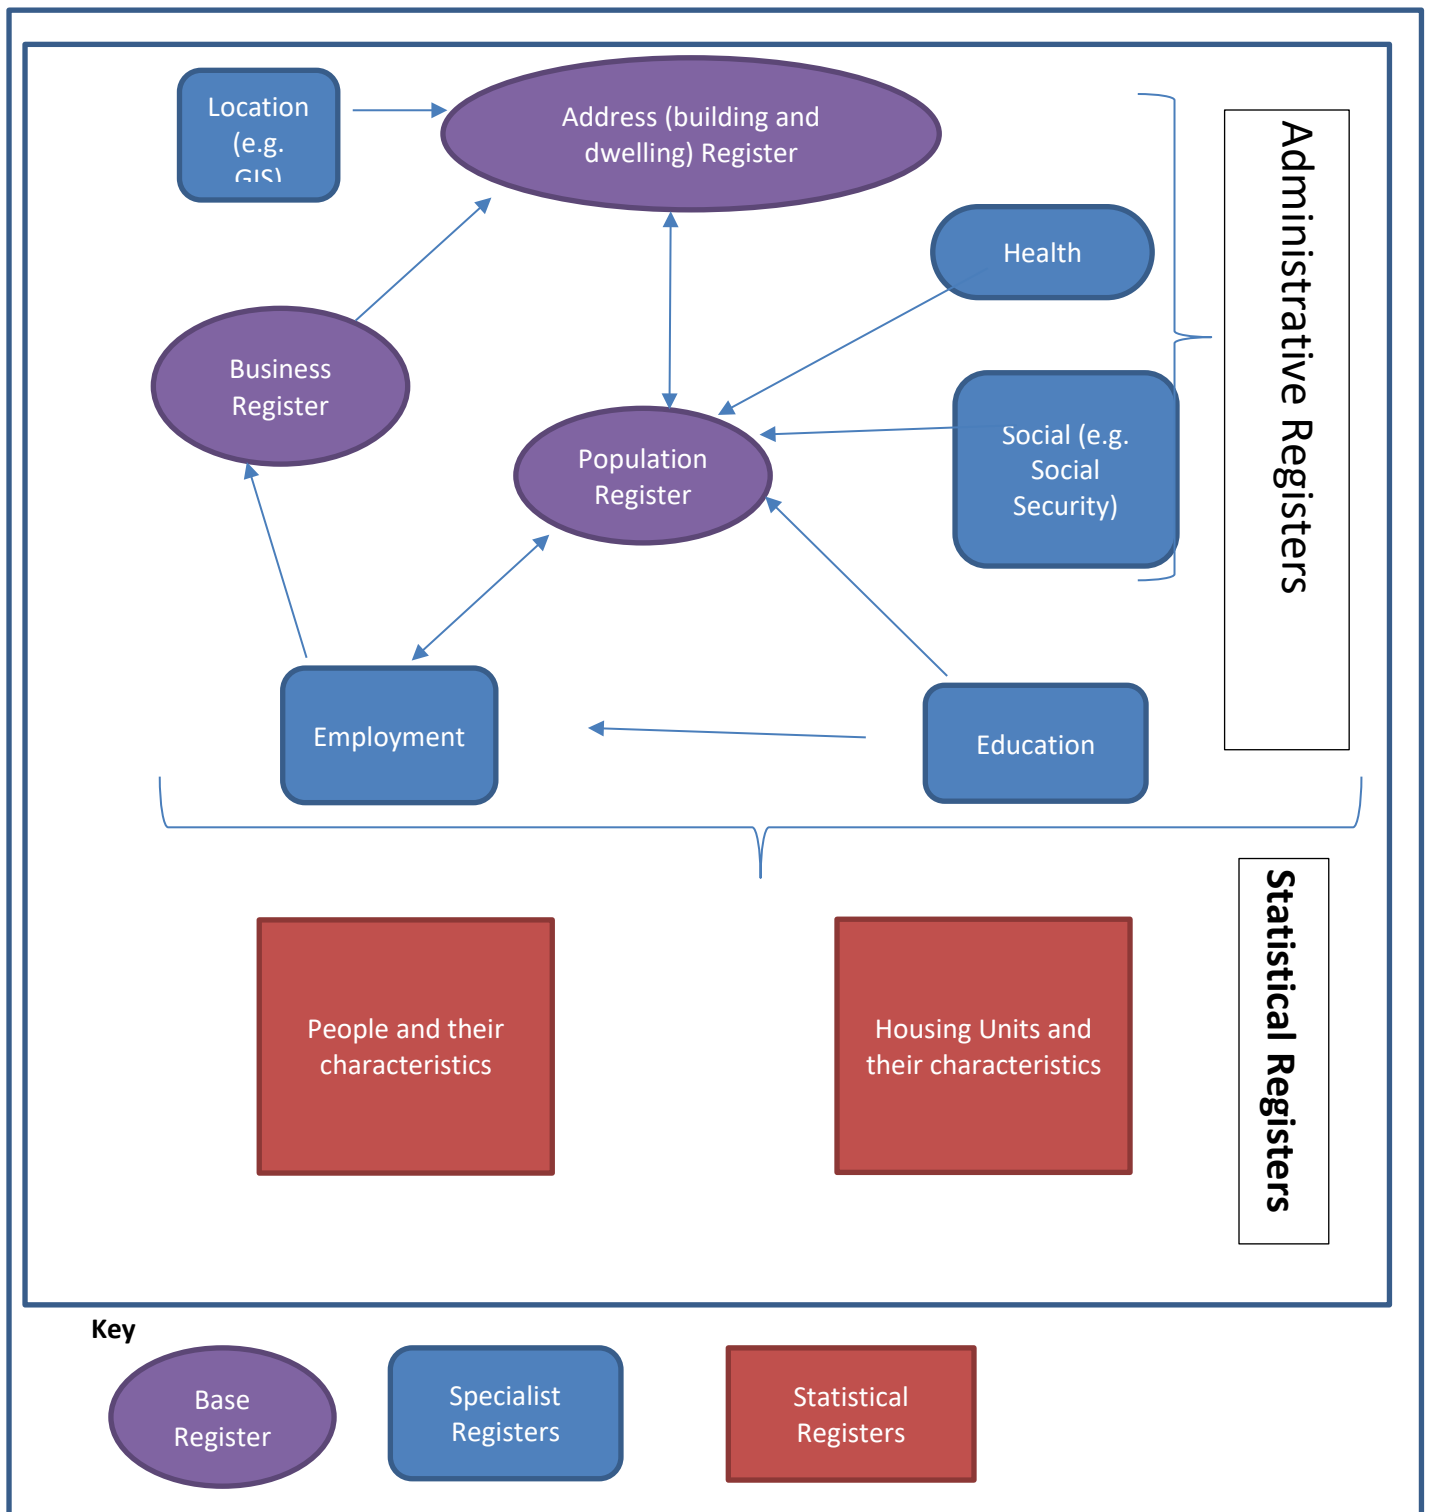 Location
(e.g.
GIS)
Address (building and
dwelling) Register
Health
Administrative Registers
Business
Register
Population
Register
Social (e.g.
Social
Security)
Employment
Education
Statistical Registers
People and their
characteristics
Housing Units and
their characteristics
Key
Base
Register
Specialist
Registers
Statistical
Registers